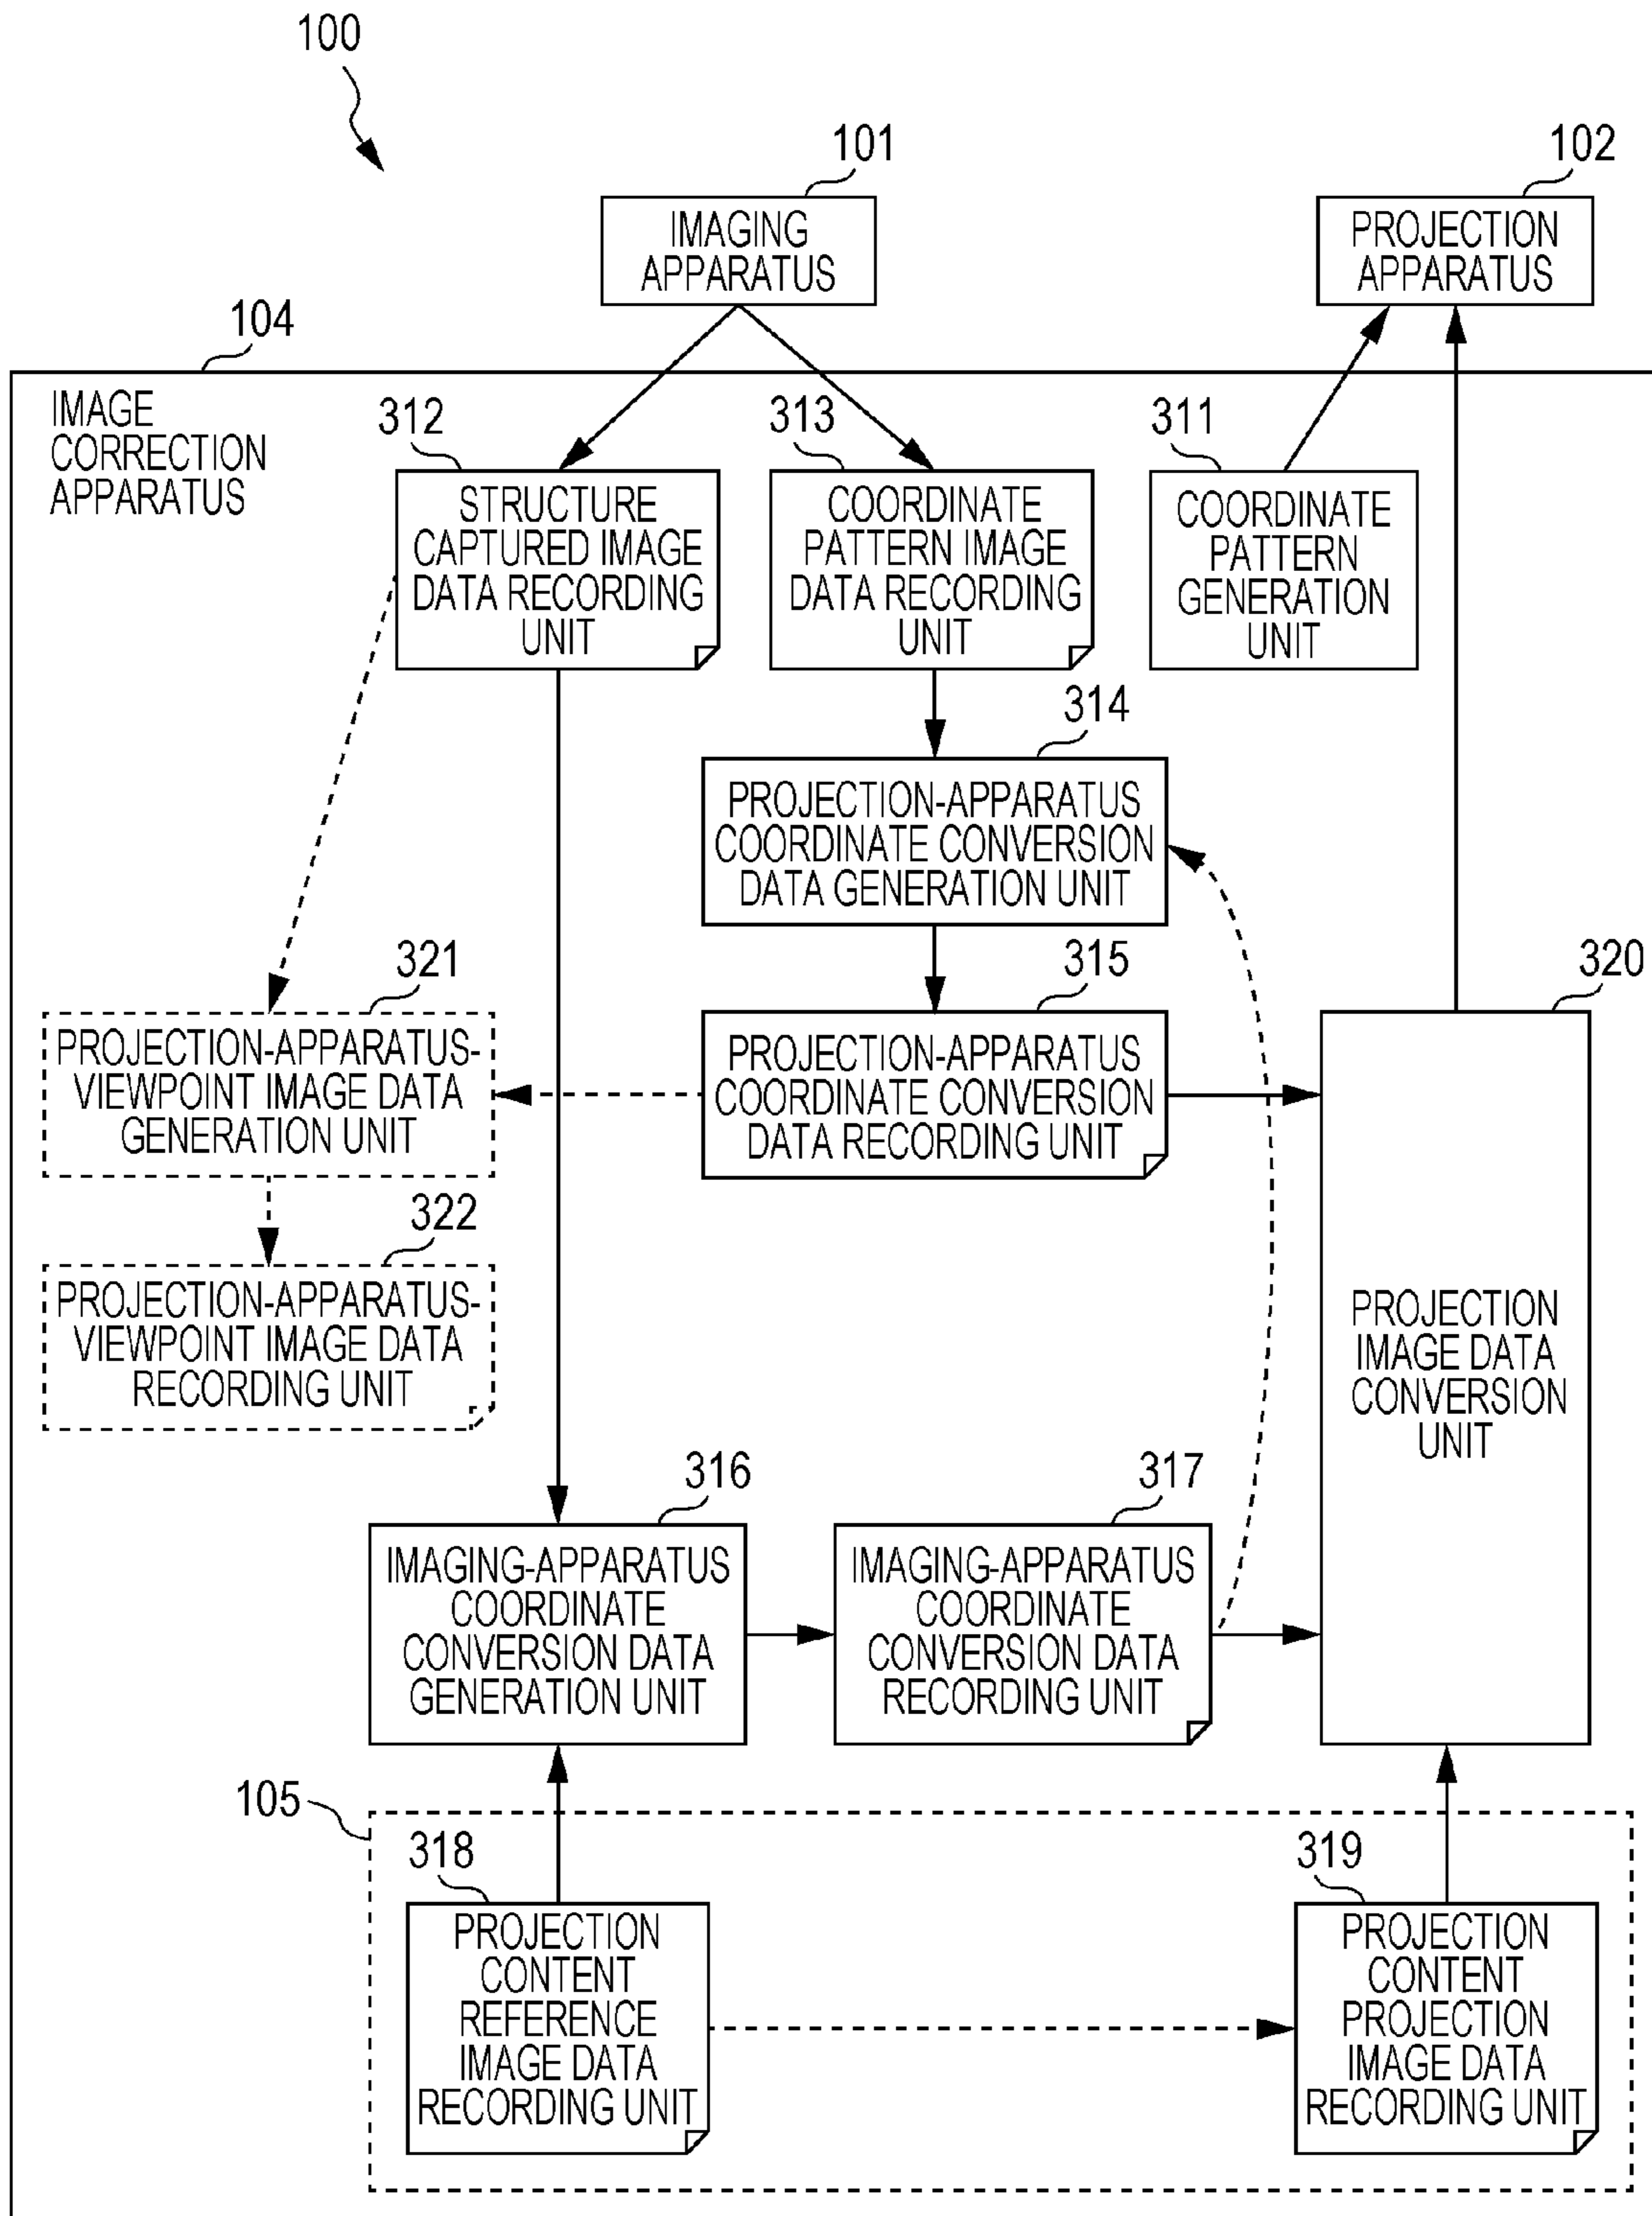 100
101
IMAGING
APPARATUS
102
PROJECTION
APPARATUS
104
IMAGE
CORRECTION
APPARATUS
312
STRUCTURE
CAPTURED IMAGE
DATA RECORDING
UNIT
313
COORDINATE
PATTERN IMAGE
DATA RECORDING
UNIT
311
COORDINATE
PATTERN
GENERATION
UNIT
314
PROJECTION-APPARATUS
COORDINATE CONVERSION
DATA GENERATION UNIT
321
PROJECTION-APPARATUS-
VIEWPOINT IMAGE DATA
GENERATION UNIT
315
PROJECTION-APPARATUS
COORDINATE CONVERSION
DATA RECORDING UNIT
320
PROJECTION
IMAGE DATA
CONVERSION
UNIT
322
PROJECTION-APPARATUS-
VIEWPOINT IMAGE DATA
RECORDING UNIT
316
IMAGING-APPARATUS
COORDINATE
CONVERSION DATA
GENERATION UNIT
317
IMAGING-APPARATUS
COORDINATE
CONVERSION DATA
RECORDING UNIT
105
318
PROJECTION
CONTENT
REFERENCE
IMAGE DATA
RECORDING UNIT
319
PROJECTION
CONTENT
PROJECTION
IMAGE DATA
RECORDING UNIT